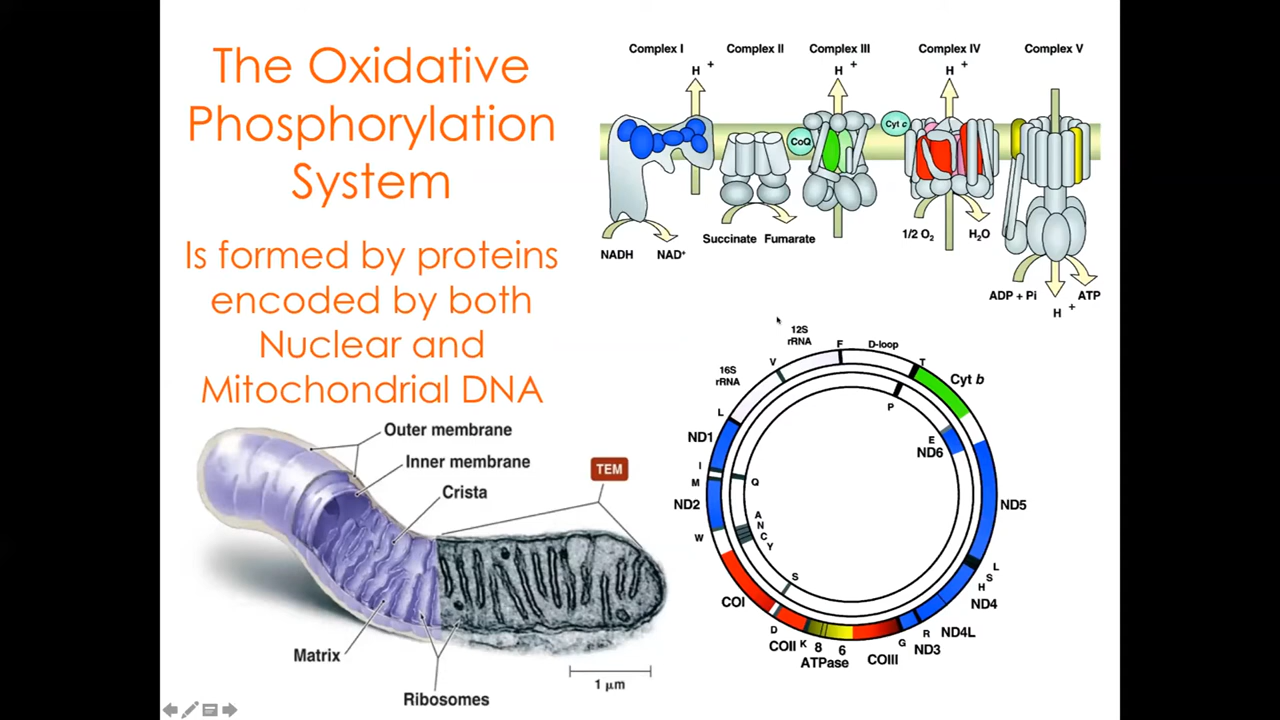 The Oxidative
Phosphorylation
System
Is formed by proteins
encoded by both
Nuclear and
Mitochondrial DNA
Complex I
Complex II
Complex III
Complex IV
Complex V
H +
H +
H +
CoQ
Cyt c
Succinate
Fumarate
1/2 O₂
H₂O
NADH
NAD⁺
ADP + Pi
ATP
H +
Outer membrane
Inner membrane
Crista
TEM
Matrix
Ribosomes
1 µm
12S
rRNA
F
D-loop
T
V
Cyt b
16S
rRNA
P
L
E
ND1
ND6
I
M
Q
ND2
ND5
A
N
C
Y
W
L
S
H
S
COI
ND4
D
COII
K
8
6
ATPase
COIII
G
R
ND3
ND4L